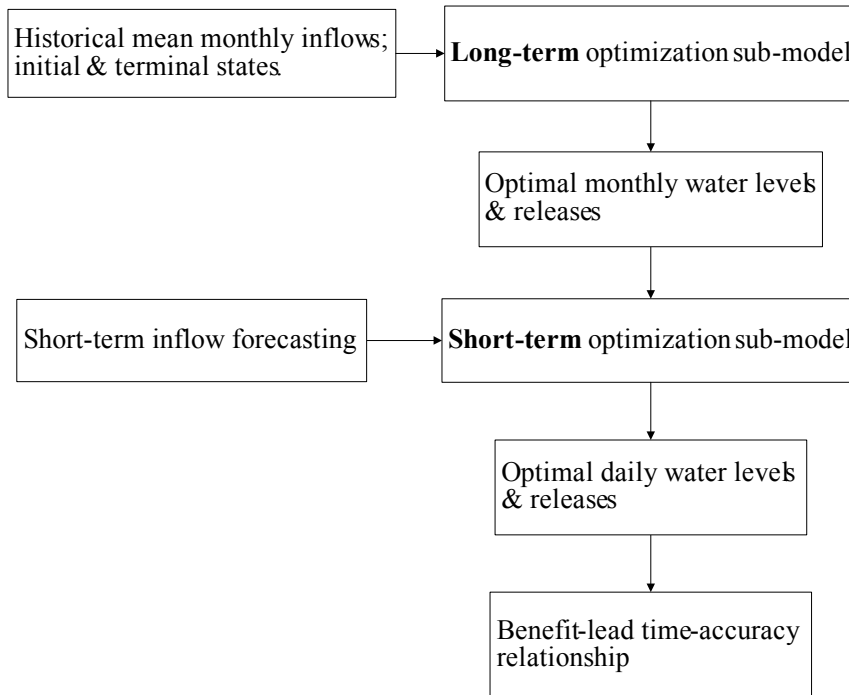 Historical mean monthly inflows;
initial & terminal states.
Long-term optimization sub-model
Optimal monthly water levels
& releases
Short-term inflow forecasting
Short-term optimization sub-model
Optimal daily water levels
& releases
Benefit-lead time-accuracy
relationship